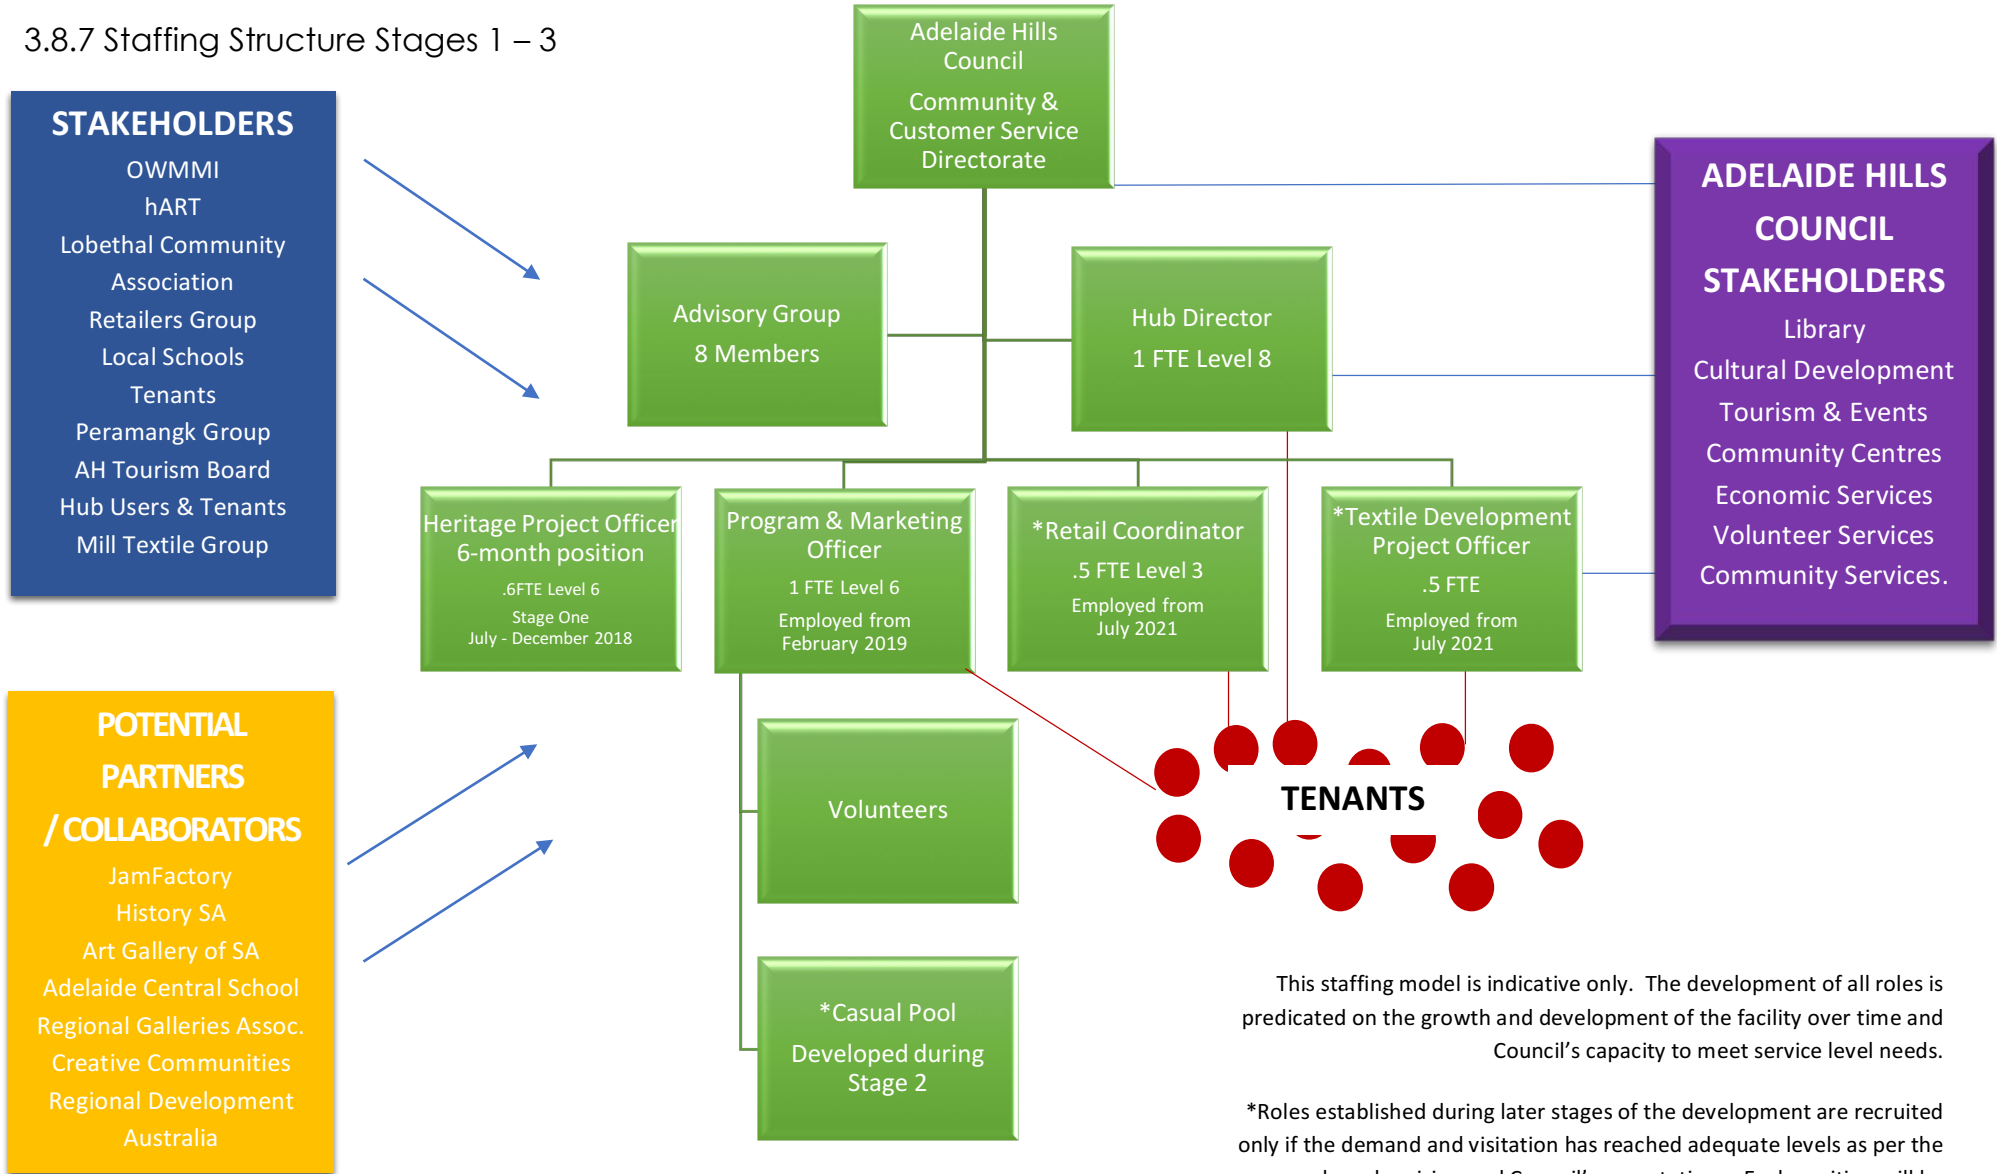 3.8.7 Staffing Structure Stages 1 – 3
Adelaide Hills
Council
Community &
Customer Service
Directorate
STAKEHOLDERS
OWMMI
hART
Lobethal Community
Association
Retailers Group
Local Schools
Tenants
Peramangk Group
AH Tourism Board
Hub Users & Tenants
Mill Textile Group
ADELAIDE HILLS
COUNCIL
STAKEHOLDERS
Library
Cultural Development
Tourism & Events
Community Centres
Economic Services
Volunteer Services
Community Services.
Advisory Group
8 Members
Hub Director
1 FTE Level 8
Heritage Project Officer
6-month position
.6FTE Level 6
Stage One
July - December 2018
Program & Marketing
Officer
1 FTE Level 6
Employed from
February 2019
*Retail Coordinator
.5 FTE Level 3
Employed from
July 2021
*Textile Development
Project Officer
.5 FTE
Employed from
July 2021
POTENTIAL
PARTNERS
/ COLLABORATORS
JamFactory
History SA
Art Gallery of SA
Adelaide Central School
Regional Galleries Assoc.
Creative Communities
Regional Development
Australia
Volunteers
*Casual Pool
Developed during
Stage 2
TENANTS
This staffing model is indicative only. The development of all roles is
predicated on the growth and development of the facility over time and
Council’s capacity to meet service level needs.
*Roles established during later stages of the development are recruited
only if the demand and visitation has reached adequate levels as per the